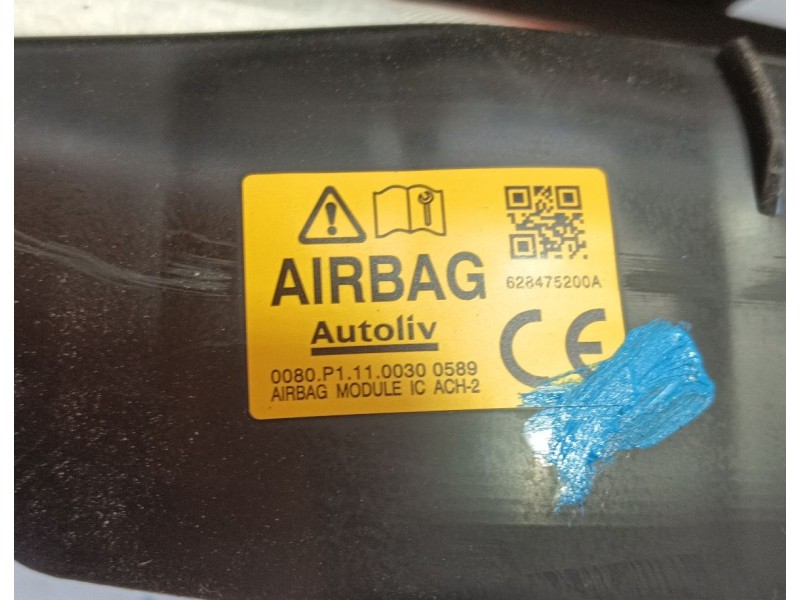 AIRBAG
628475200A
Autoliv
CE
0080.P1.11.0030 0589
AIRBAG MODULE IC ACH-2